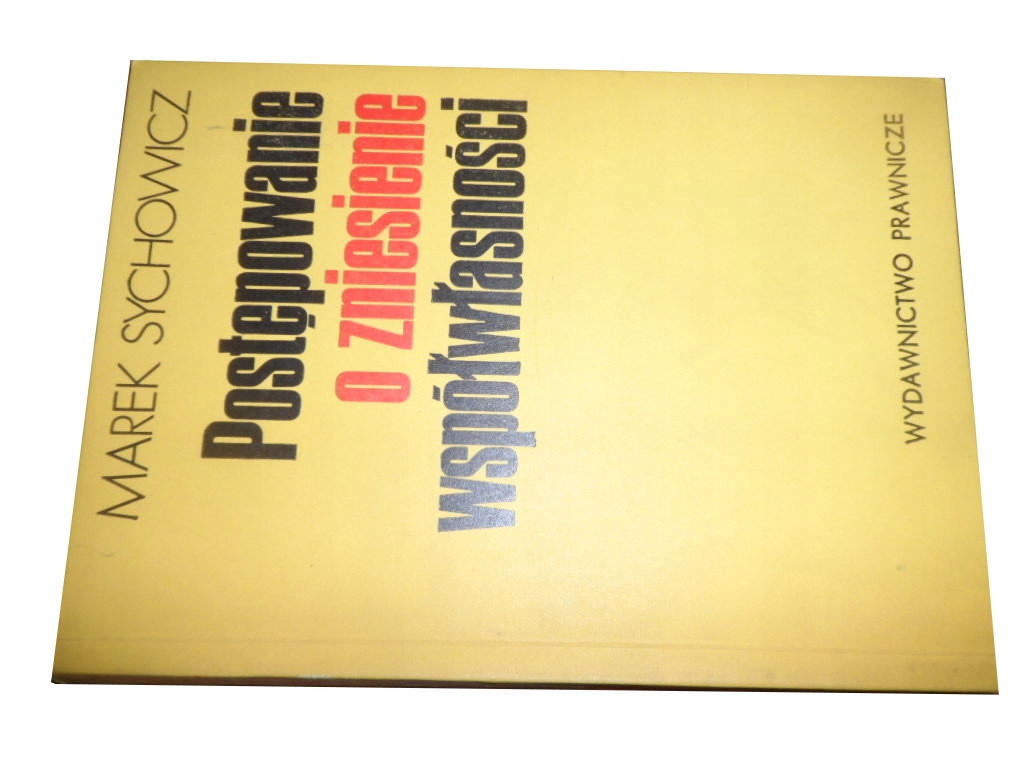 MAREK SYCHOWICZ
Postępowanie
o zniesienie
współwłasności
WYDAWNICTWO PRAWNICZE